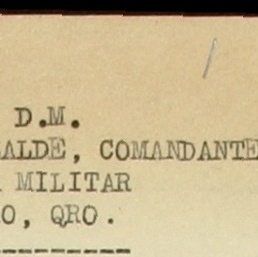 D.M.
ALDE, COMANDANTE
MILITAR
O, QRO.